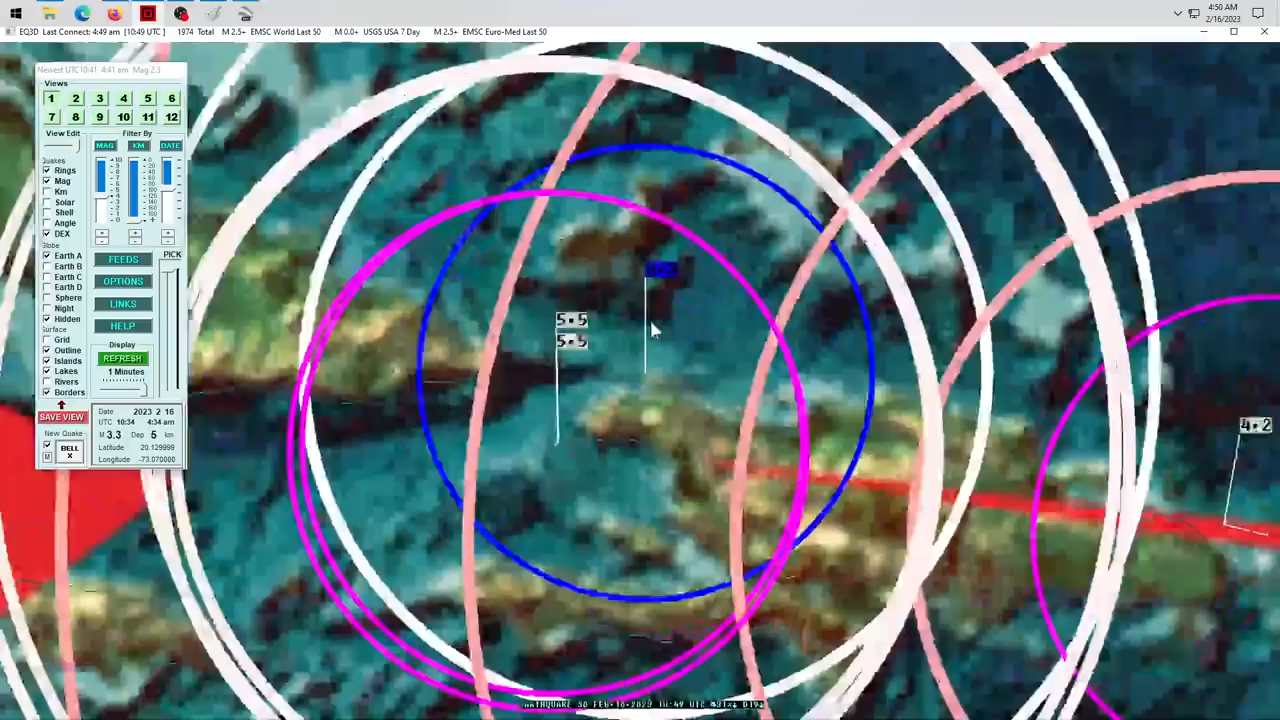 4:50 AM
2/16/2023
EQ3D Last Connect: 4:49 am [10:49 UTC ] 1974 Total M 2.5+ EMSC World Last 50 M 0.0+ USGS USA 7 Day M 2.5+ EMSC Euro-Med Last 50
Newest UTC 10:41 4:41 am Mag 2.3
Views
1 2 3 4 5 6
7 8 9 10 11 12
View Edit Filter By
MAG KM DATE
Quakes
Rings
Mag
Km
Solar
Shell
Angle
DEX
Globe
Earth A
Earth B
Earth C
Earth D
Sphere
Night
Hidden
Surface
Grid
Outline
Islands
Lakes
Rivers
Borders
PICK
FEEDS
OPTIONS
LINKS
HELP
Display
REFRESH
1 Minutes
SAVE VIEW
New Quake
M
BELL
X
Date 2023 2 16
UTC 10:34 4:34 am
M 3.3 Dep 5 km
Latitude 20.129999
Longitude -73.070000
5.5
5.5
4.2